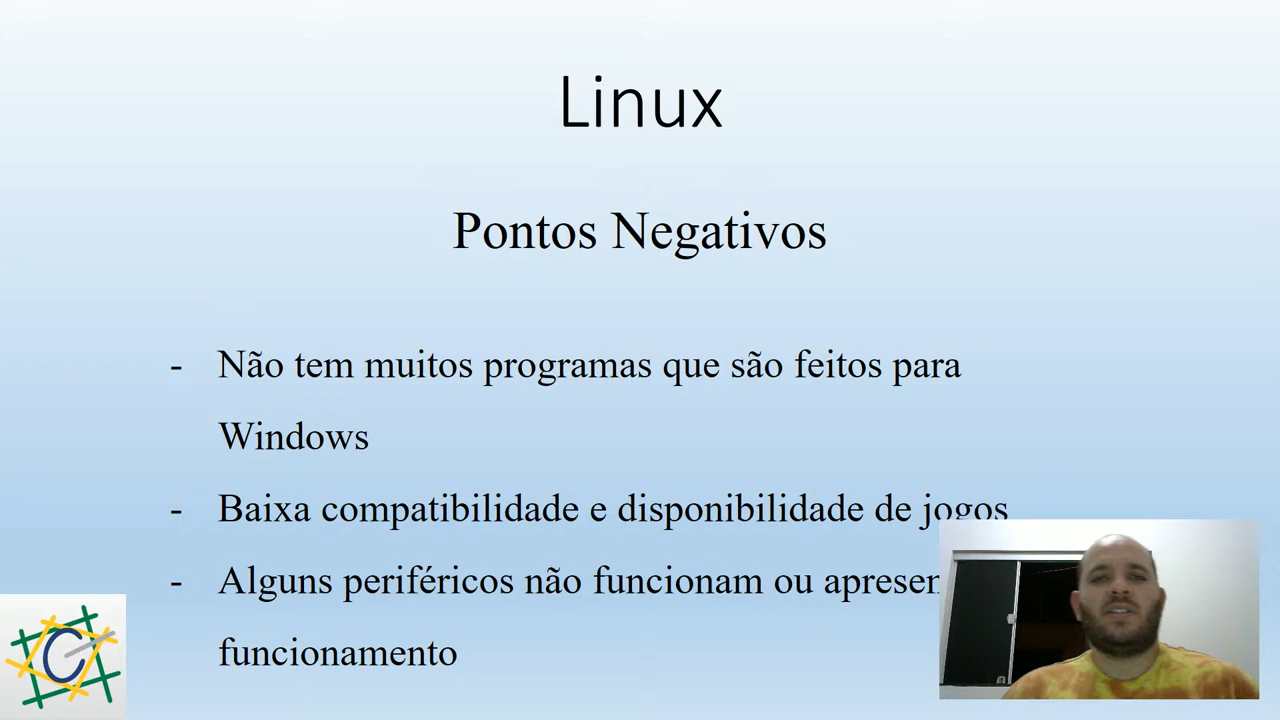 Linux
Pontos Negativos
- Não tem muitos programas que são feitos para
Windows
- Baixa compatibilidade e disponibilidade de jogos
- Alguns periféricos não funcionam ou
funcionamento